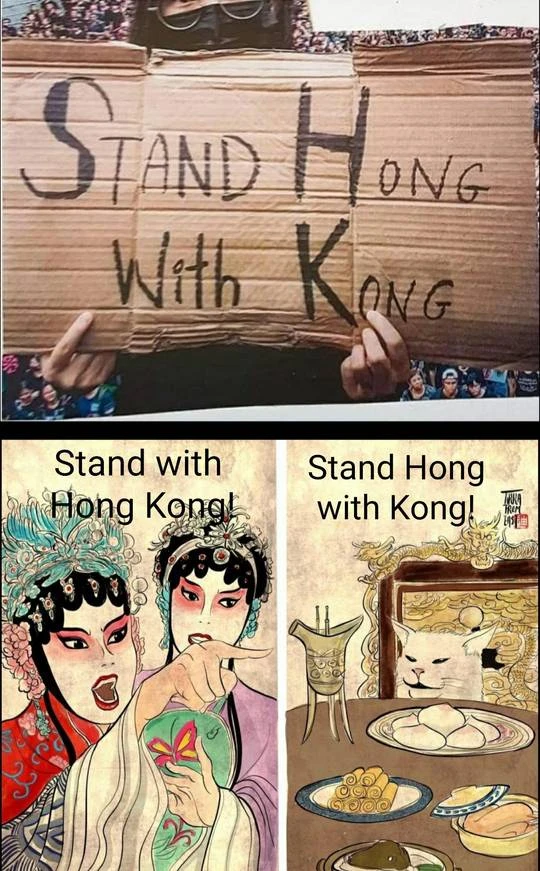 STAND HONG
With KONG
Stand with
Hong Kong!
Stand Hong
with Kong!